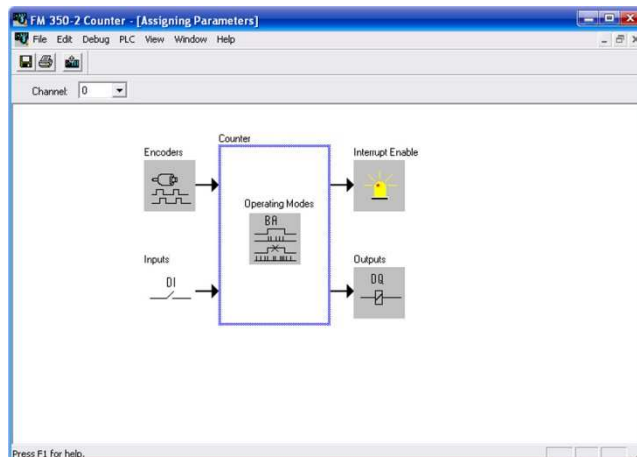 FM 350-2 Counter - [Assigning Parameters]
File Edit Debug PLC View Window Help
Channel: 0
Counter
Encoders
Interrupt Enable
Operating Modes
BA
Inputs
Outputs
DI
DQ
Press F1 for help.